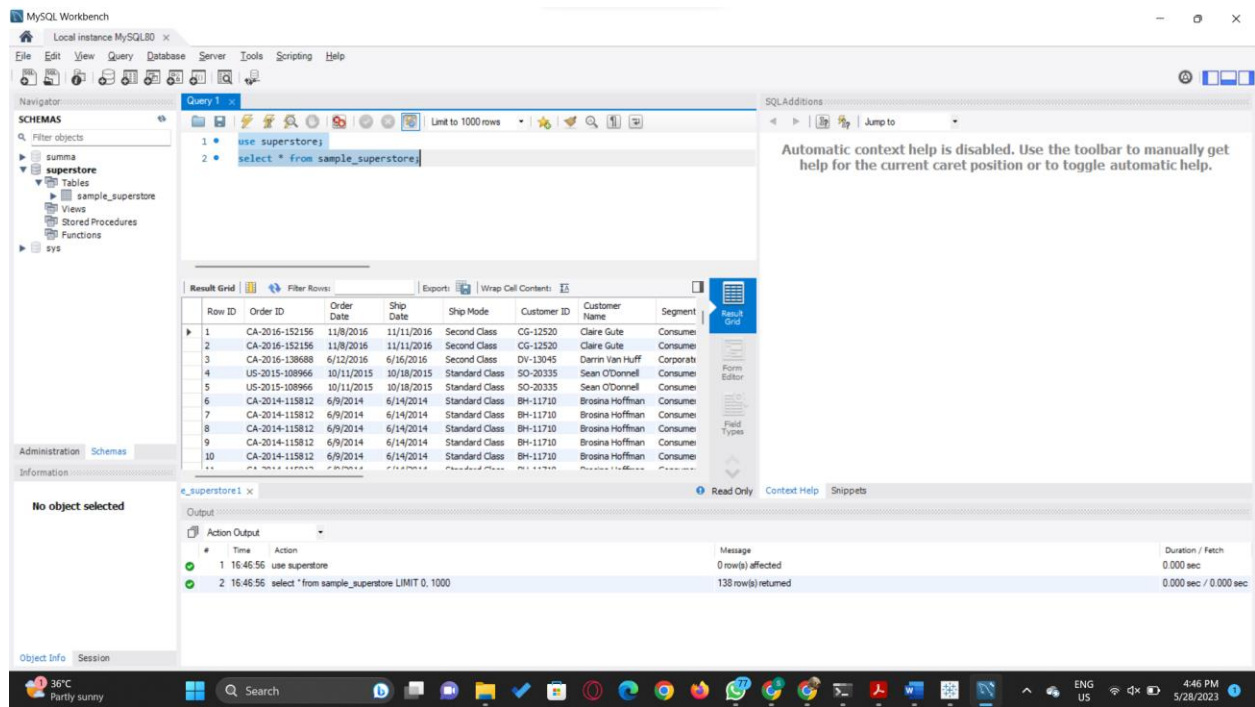 MySQL Workbench
Local instance MySQL80
File Edit View Query Database Server Tools Scripting Help
Navigator
SCHEMAS
Filter objects
summa
superstore
Tables
sample_superstore
Views
Stored Procedures
Functions
sys
Administration Schemas
Information
No object selected
Object Info Session
Query 1
Limit to 1000 rows
1 use superstore;
2 select * from sample_superstore;
Result Grid Filter Rows: Export: Wrap Cell Content:
Row ID Order ID Order Date Ship Date Ship Mode Customer ID Customer Name Segment
1 CA-2016-152156 11/8/2016 11/11/2016 Second Class CG-12520 Claire Gute Consumer
2 CA-2016-152156 11/8/2016 11/11/2016 Second Class CG-12520 Claire Gute Consumer
3 CA-2016-138688 6/12/2016 6/16/2016 Second Class DV-13045 Darrin Van Huff Corporate
4 US-2015-108966 10/11/2015 10/18/2015 Standard Class SO-20335 Sean O'Donnell Consumer
5 US-2015-108966 10/11/2015 10/18/2015 Standard Class SO-20335 Sean O'Donnell Consumer
6 CA-2014-115812 6/9/2014 6/14/2014 Standard Class BH-11710 Brosina Hoffman Consumer
7 CA-2014-115812 6/9/2014 6/14/2014 Standard Class BH-11710 Brosina Hoffman Consumer
8 CA-2014-115812 6/9/2014 6/14/2014 Standard Class BH-11710 Brosina Hoffman Consumer
9 CA-2014-115812 6/9/2014 6/14/2014 Standard Class BH-11710 Brosina Hoffman Consumer
10 CA-2014-115812 6/9/2014 6/14/2014 Standard Class BH-11710 Brosina Hoffman Consumer
Result Grid
Form Editor
Field Types
e_superstore1
Read Only
SQLAdditions
Jump to
Automatic context help is disabled. Use the toolbar to manually get
help for the current caret position or to toggle automatic help.
Context Help Snippets
Output
Action Output
# Time Action Message Duration / Fetch
1 16:46:56 use superstore 0 row(s) affected 0.000 sec
2 16:46:56 select * from sample_superstore LIMIT 0, 1000 138 row(s) returned 0.000 sec / 0.000 sec
1 36°C
Partly sunny
Search
77
ENG
US
4:46 PM
5/28/2023
1